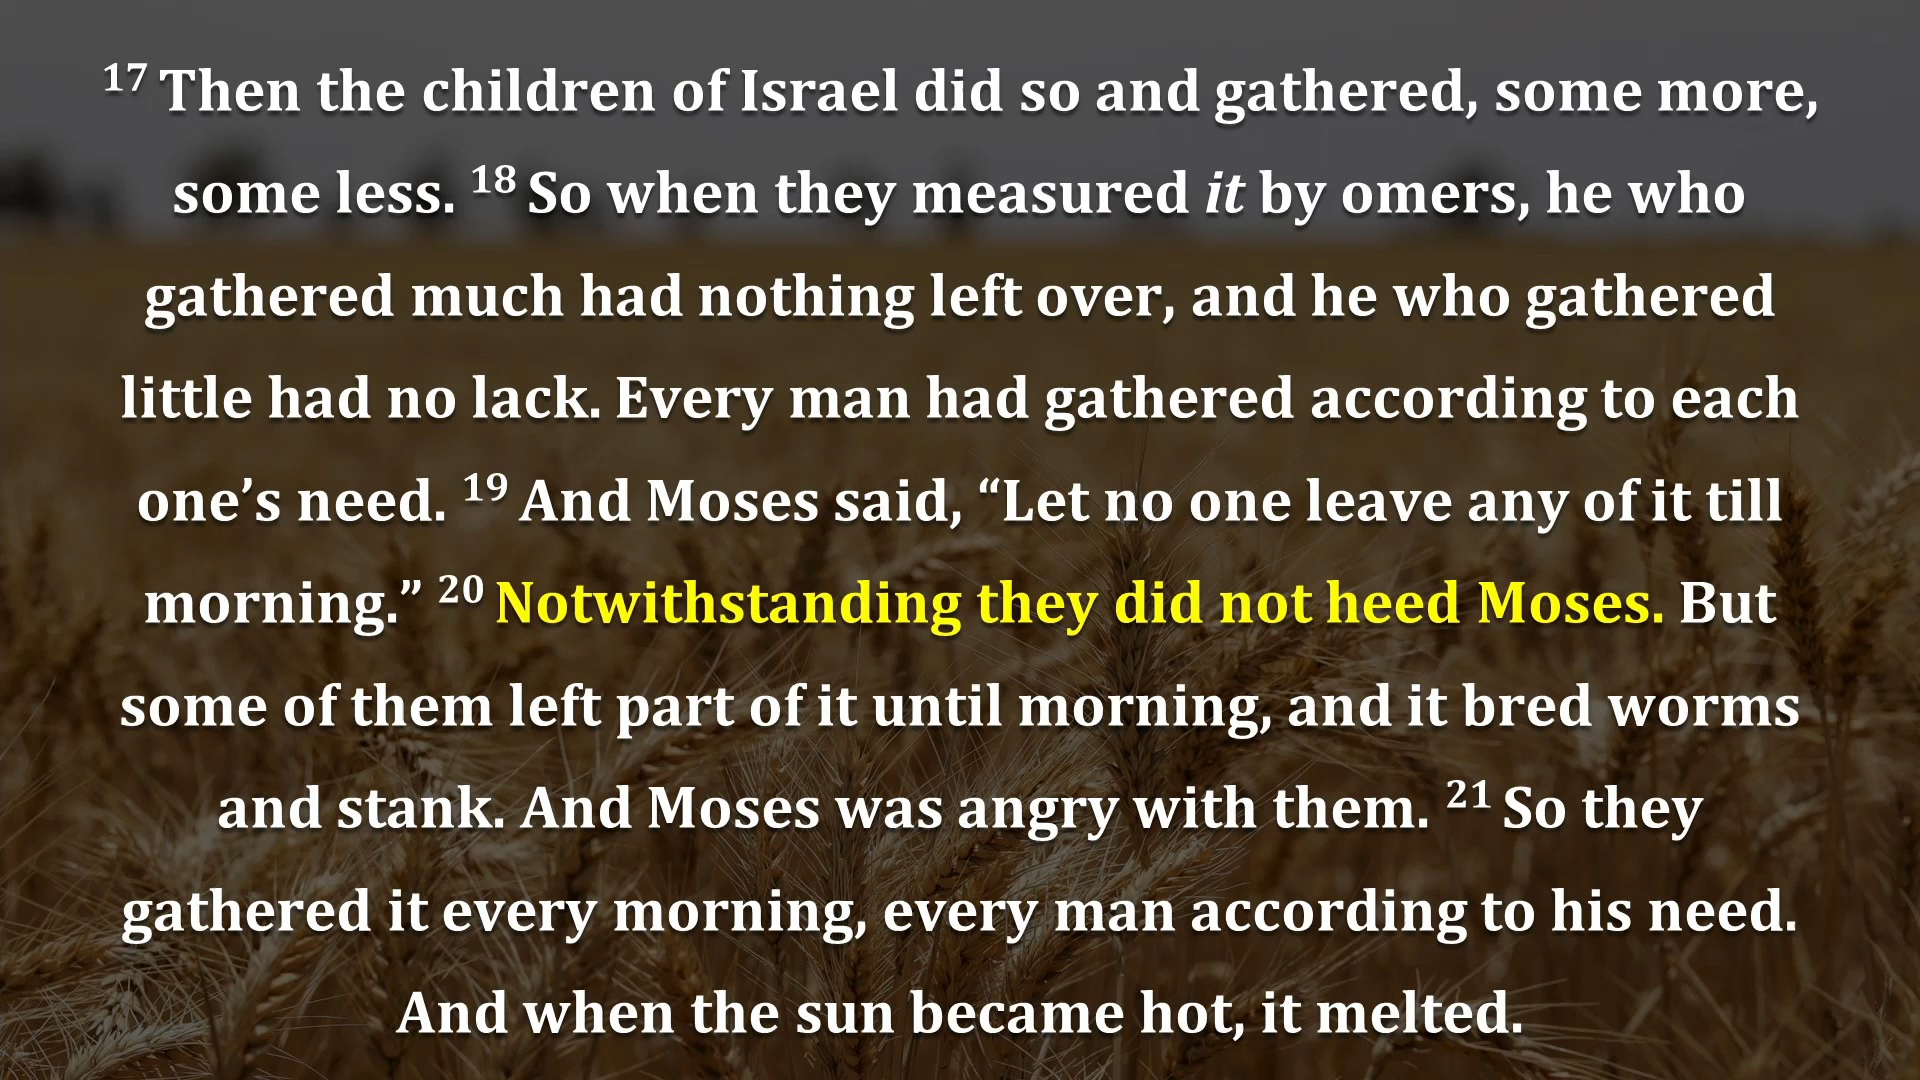 17 Then the children of Israel did so and gathered, some more,
some less. 18 So when they measured it by omers, he who
gathered much had nothing left over, and he who gathered
little had no lack. Every man had gathered according to each
one’s need. 19 And Moses said, “Let no one leave any of it till
morning.” 20 Notwithstanding they did not heed Moses. But
some of them left part of it until morning, and it bred worms
and stank. And Moses was angry with them. 21 So they
gathered it every morning, every man according to his need.
And when the sun became hot, it melted.